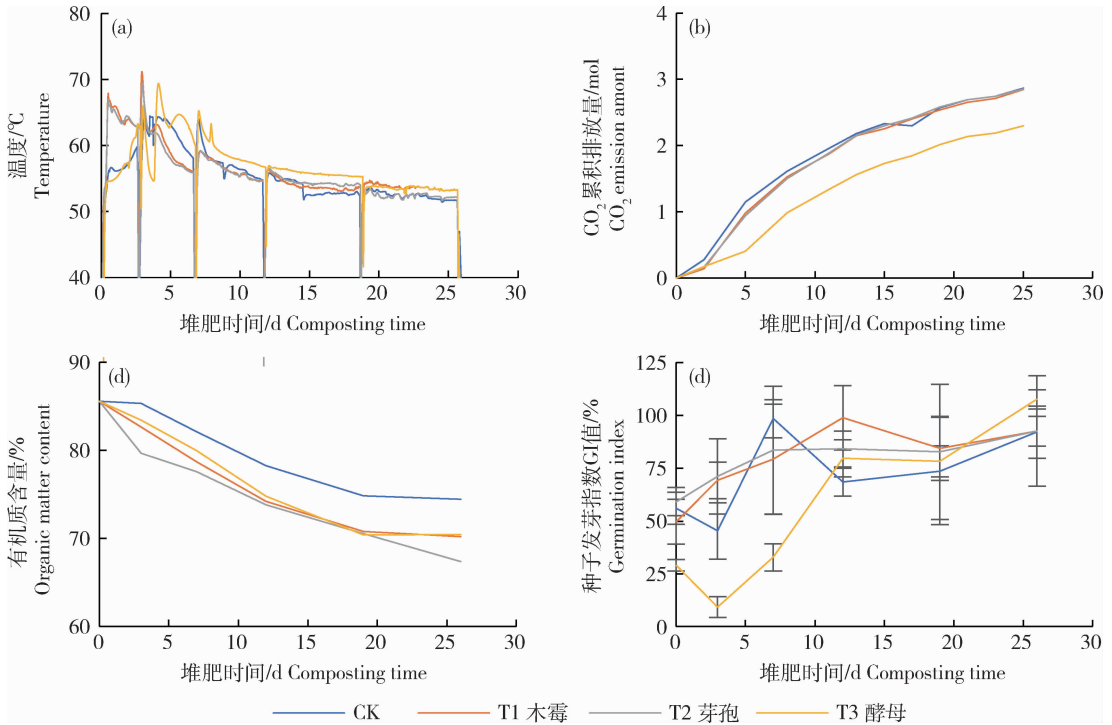 (a)
80
70
60
50
40
温度/℃
Temperature
0 5 10 15 20 25 30
堆肥时间/d Composting time
(b)
4
3
2
1
0
CO₂累积排放量/mol
CO₂ emission amont
0 5 10 15 20 25 30
堆肥时间/d Composting time
(d)
90
80
70
60
有机质含量/%
Organic matter content
0 5 10 15 20 25 30
堆肥时间/d Composting time
(d)
125
100
75
50
25
0
种子发芽指数GI值/%
Germination index
0 5 10 15 20 25 30
堆肥时间/d Composting time
CK T1 木霉 T2 芽孢 T3 酵母